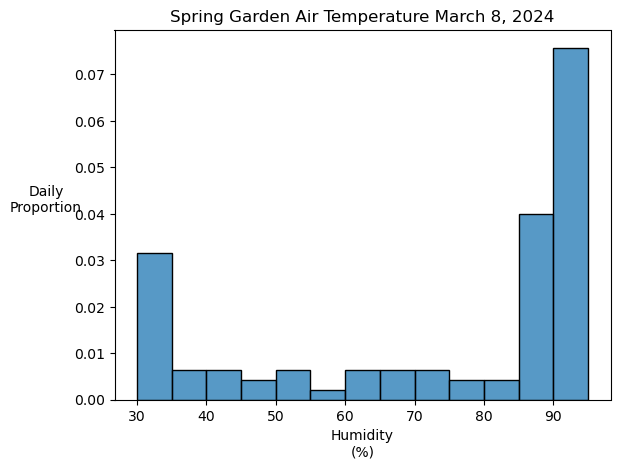 Spring Garden Air Temperature March 8, 2024
0.07
0.06
0.05
0.04
0.03
0.02
0.01
0.00
Daily
Proportion
30 40 50 60 70 80 90
Humidity
(%)